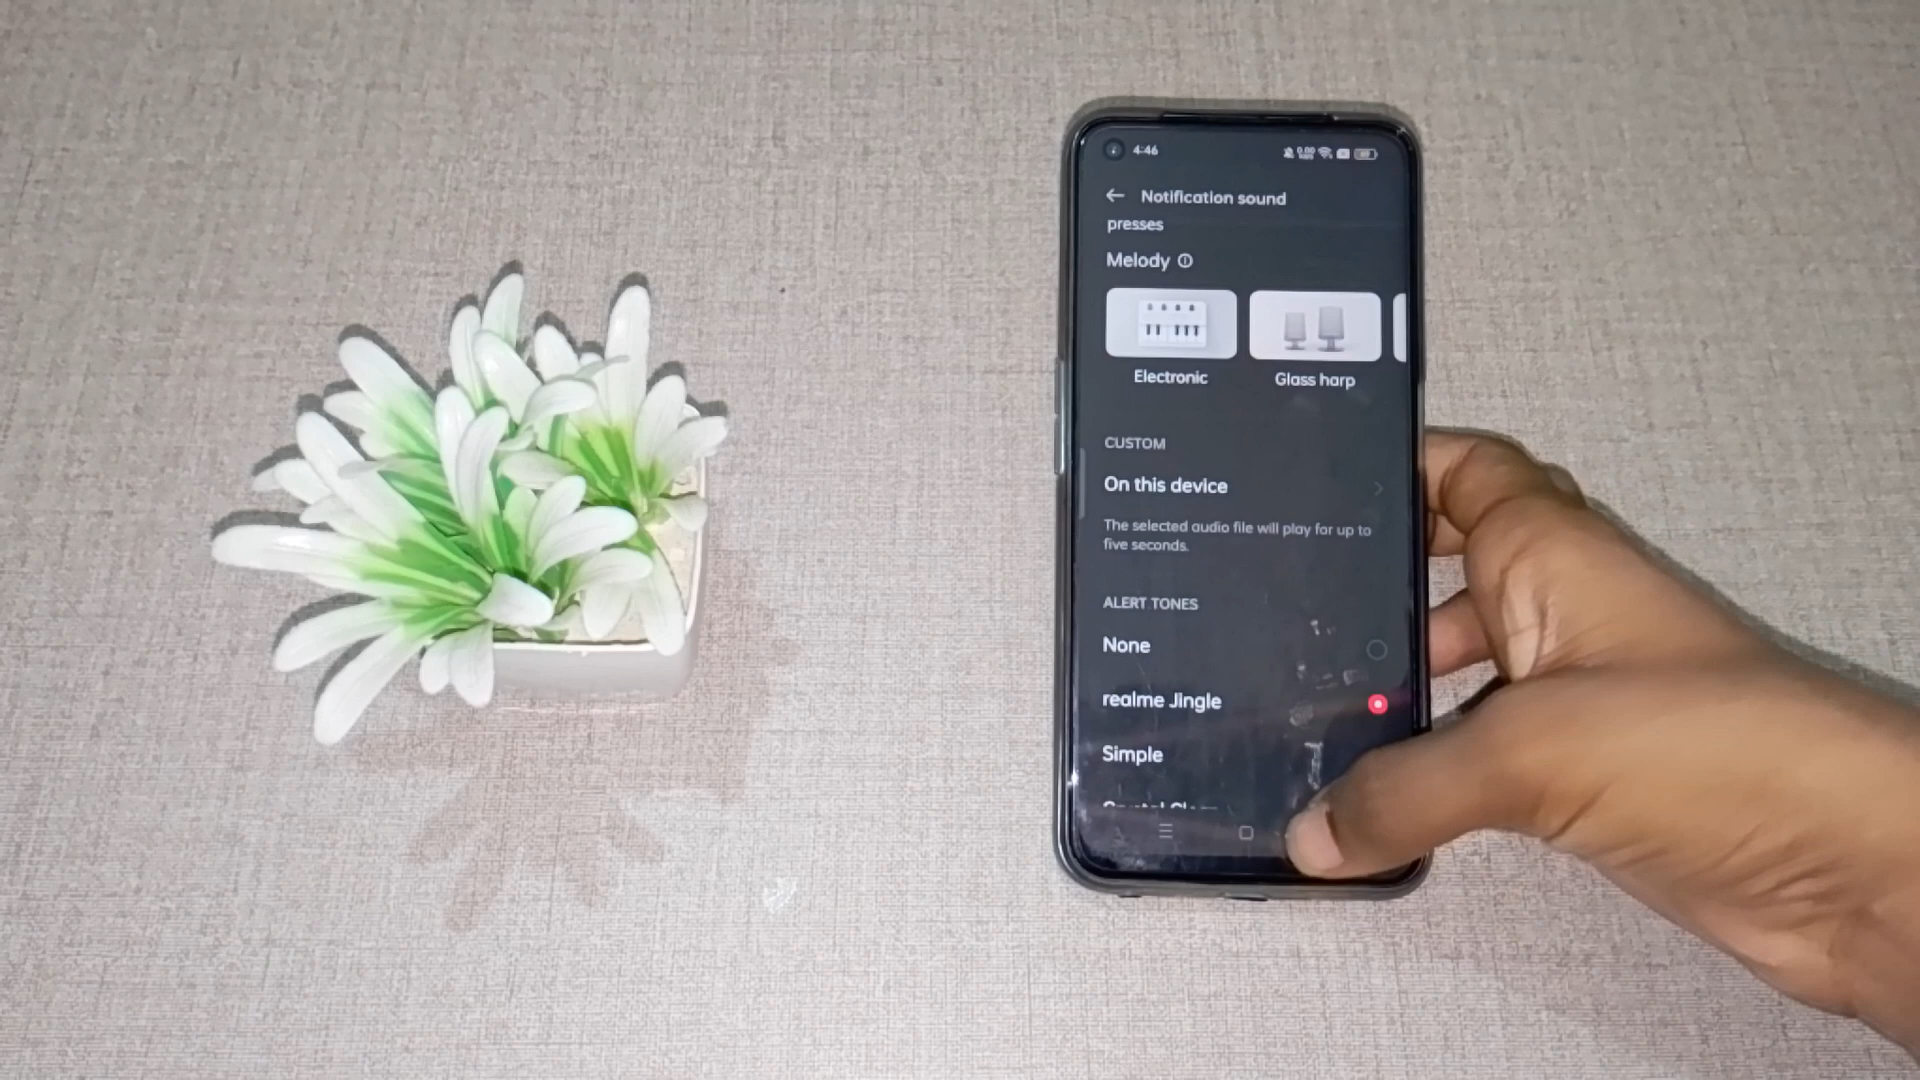 4:46
Notification sound
presses
Melody
Electronic
Glass harp
CUSTOM
On this device
The selected audio file will play for up to
five seconds.
ALERT TONES
None
realme Jingle
Simple